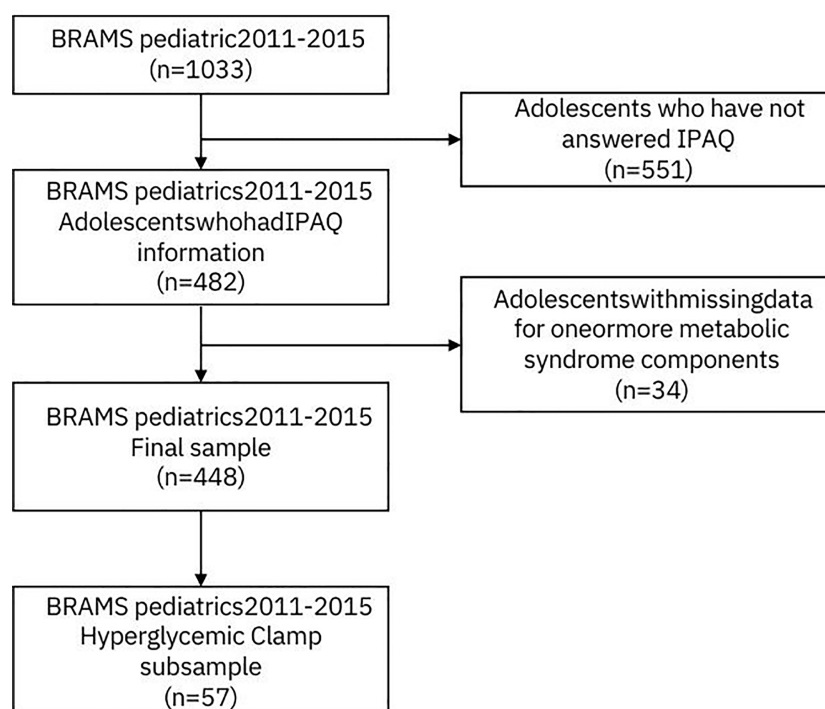 BRAMS pediatric2011-2015
(n=1033)
Adolescents who have not
answered IPAQ
(n=551)
BRAMS pediatrics2011-2015
AdolescentswhohadIPAQ
information
(n=482)
Adolescentswithmissingdata
for oneormore metabolic
syndrome components
(n=34)
BRAMS pediatrics2011-2015
Final sample
(n=448)
BRAMS pediatrics2011-2015
Hyperglycemic Clamp
subsample
(n=57)